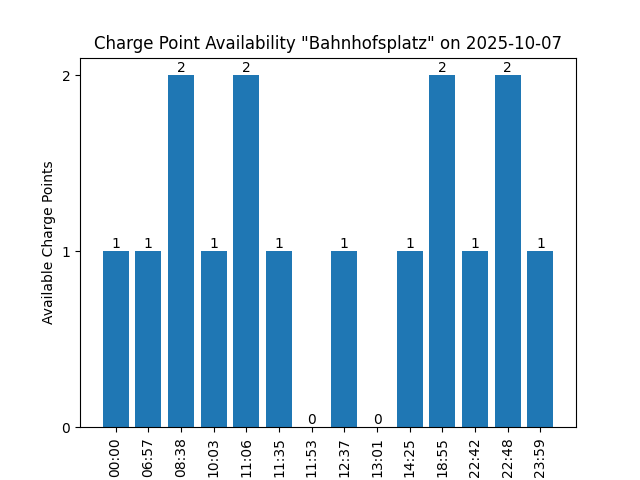 Charge Point Availability "Bahnhofsplatz" on 2025-10-07
Available Charge Points
2
1
0
1 1 2 1 2 1 0 1 0 1 2 1 2 1
00:00 06:57 08:38 10:03 11:06 11:35 11:53 12:37 13:01 14:25 18:55 22:42 22:48 23:59